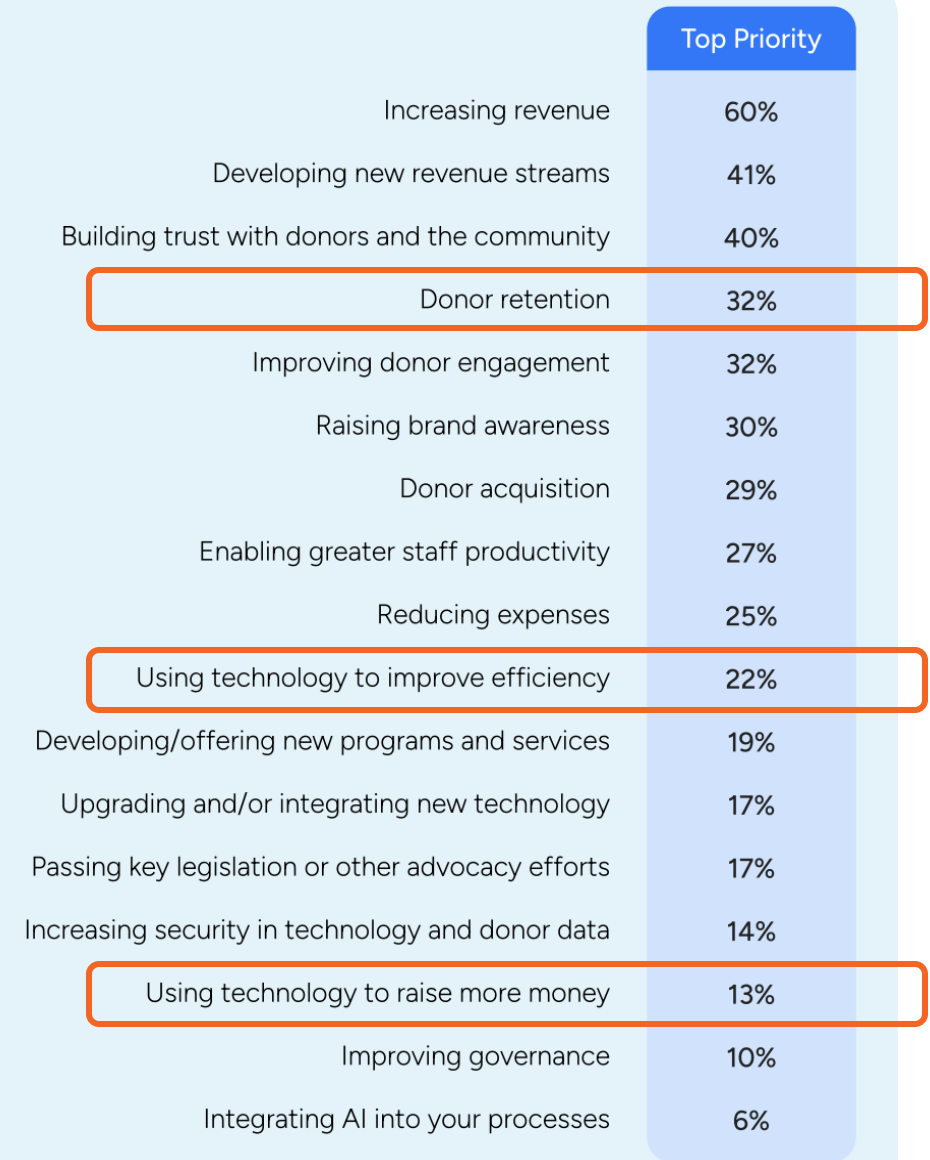 Top Priority
Increasing revenue 60%
Developing new revenue streams 41%
Building trust with donors and the community 40%
Donor retention 32%
Improving donor engagement 32%
Raising brand awareness 30%
Donor acquisition 29%
Enabling greater staff productivity 27%
Reducing expenses 25%
Using technology to improve efficiency 22%
Developing/offering new programs and services 19%
Upgrading and/or integrating new technology 17%
Passing key legislation or other advocacy efforts 17%
Increasing security in technology and donor data 14%
Using technology to raise more money 13%
Improving governance 10%
Integrating AI into your processes 6%